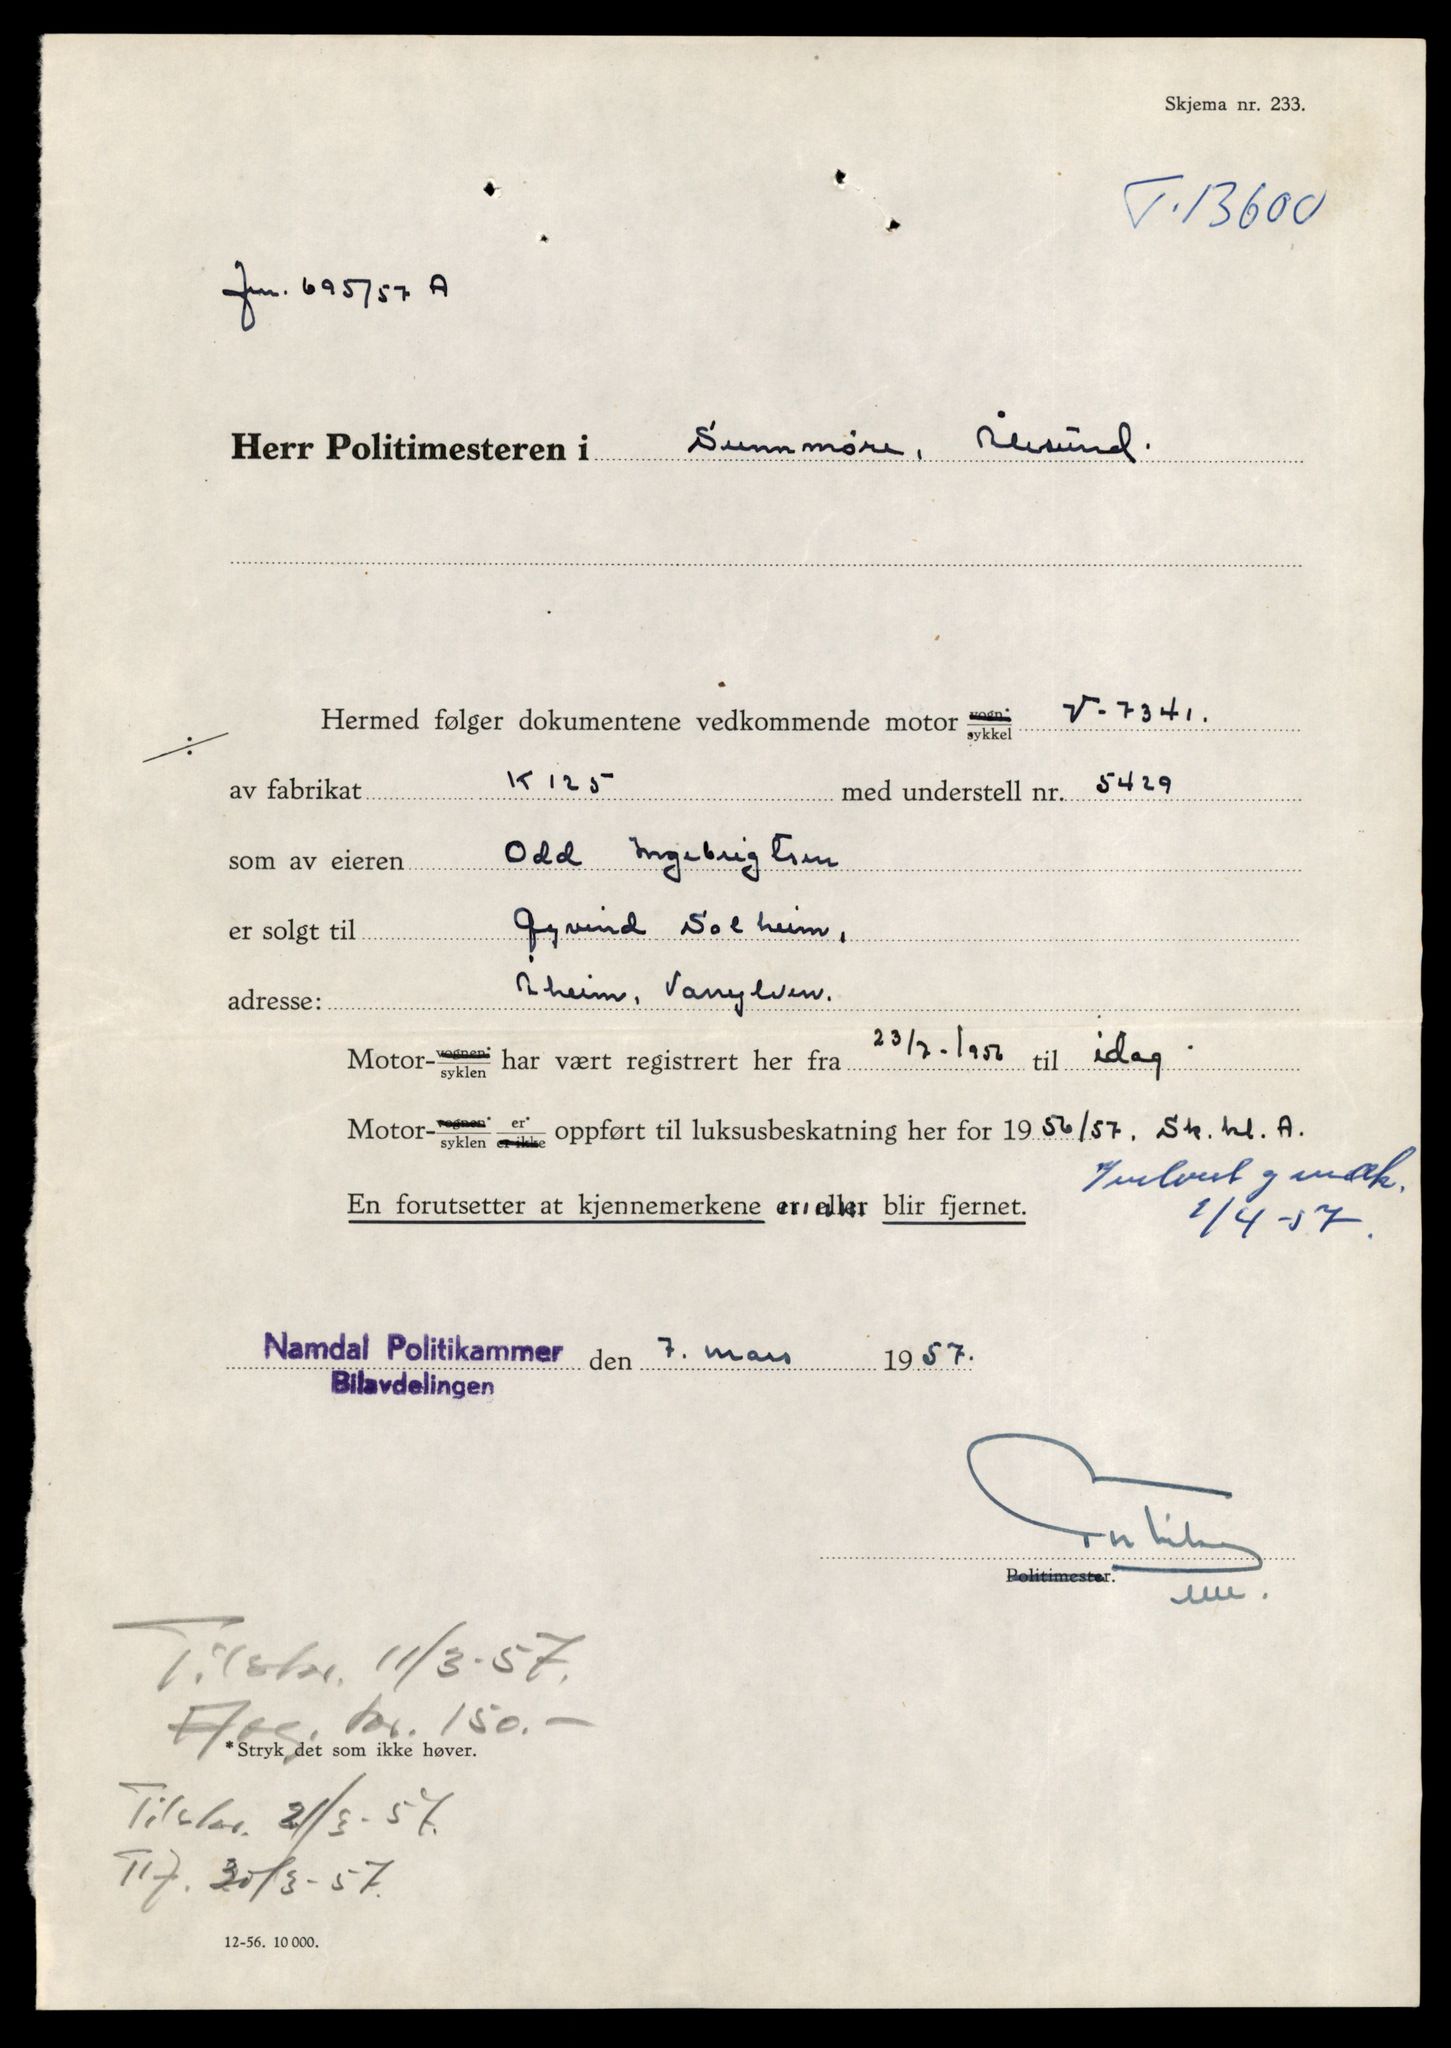 Skjema nr. 233.
T-13600
Jnr. 695/57 A
Herr Politimesteren i Sunnmøre, Ålesund.
Hermed følger dokumentene vedkommende motor vogn* sykkel V-7341.
÷
av fabrikat K 125 med understell nr. 5429
som av eieren Odd Ingebrigtsen
er solgt til Øyvind Solheim,
adresse: Åheim, Vanylven.
Motor-vognen* syklen har vært registrert her fra 23/7-1956 til idag.
Motor-vognen* syklen er* er ikke oppført til luksusbeskatning her for 1956/57. Sk.kl. A.
En forutsetter at kjennemerkene er eller blir fjernet.
2/4-57.
Namdal Politikammer den 7. mars 1957.
Bilavdelingen
Politimester.
Tilskr. 11/3-57.
kr. 150.-
*Stryk det som ikke høver.
Tilskr. 21/3-57.
Tlf. 30/3-57.
12-56. 10 000.